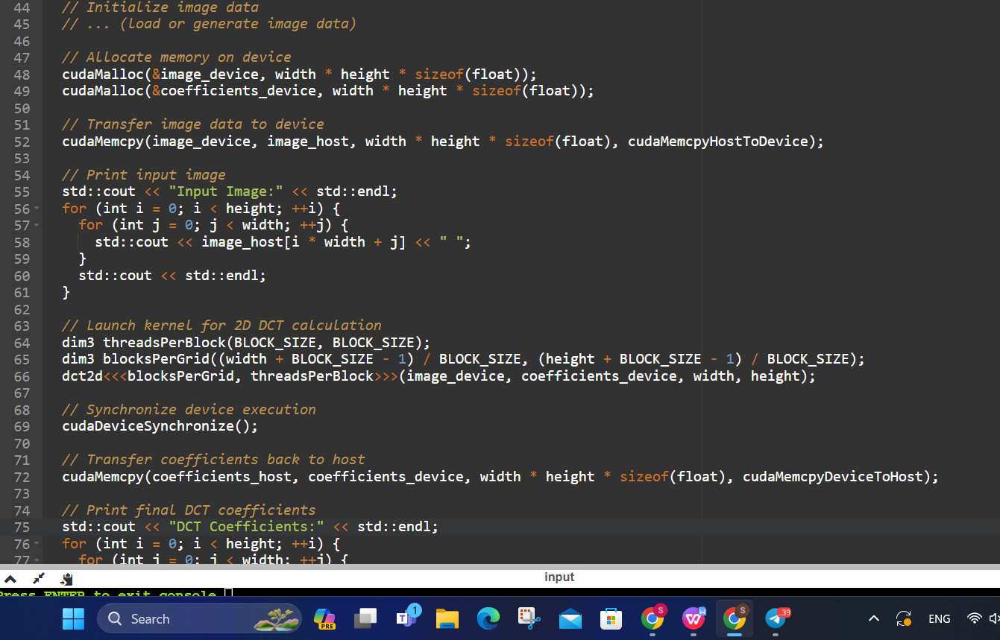 44 // Initialize image data
45 // ... (load or generate image data)
46
47 // Allocate memory on device
48 cudaMalloc(&image_device, width * height * sizeof(float));
49 cudaMalloc(&coefficients_device, width * height * sizeof(float));
50
51 // Transfer image data to device
52 cudaMemcpy(image_device, image_host, width * height * sizeof(float), cudaMemcpyHostToDevice);
53
54 // Print input image
55 std::cout << "Input Image:" << std::endl;
56 for (int i = 0; i < height; ++i) {
57 for (int j = 0; j < width; ++j) {
58 std::cout << image_host[i * width + j] << " ";
59 }
60 std::cout << std::endl;
61 }
62
63 // Launch kernel for 2D DCT calculation
64 dim3 threadsPerBlock(BLOCK_SIZE, BLOCK_SIZE);
65 dim3 blocksPerGrid((width + BLOCK_SIZE - 1) / BLOCK_SIZE, (height + BLOCK_SIZE - 1) / BLOCK_SIZE);
66 dct2d<<<blocksPerGrid, threadsPerBlock>>>(image_device, coefficients_device, width, height);
67
68 // Synchronize device execution
69 cudaDeviceSynchronize();
70
71 // Transfer coefficients back to host
72 cudaMemcpy(coefficients_host, coefficients_device, width * height * sizeof(float), cudaMemcpyDeviceToHost);
73
74 // Print final DCT coefficients
75 std::cout << "DCT Coefficients:" << std::endl;
76 for (int i = 0; i < height; ++i) {
77 for (int j = 0; j < width; ++j) {
input
Press ENTER to exit console.
Search
PRE
T 1
S
W
S
39
ENG